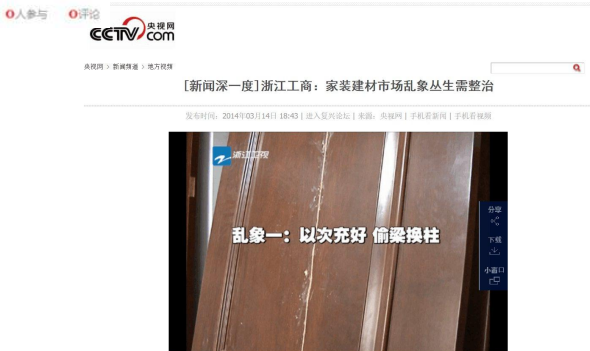 0人参与 0评论
CCTV.com 央视网
央视网 > 新闻频道 > 地方视频
[新闻深一度]浙江工商：家装建材市场乱象丛生需整治
发布时间：2014年03月14日 18:43 | 进入复兴论坛 | 来源：央视网 | 手机看新闻 | 手机看视频
浙江卫视
分享
乱象一：以次充好 偷梁换柱
下载
小窗口